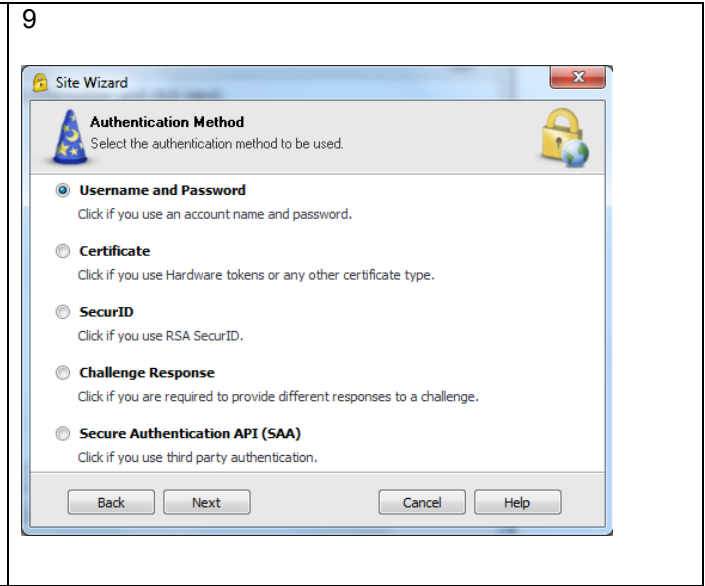 9
Site Wizard
Authentication Method
Select the authentication method to be used.
Username and Password
Click if you use an account name and password.
Certificate
Click if you use Hardware tokens or any other certificate type.
SecurID
Click if you use RSA SecurID.
Challenge Response
Click if you are required to provide different responses to a challenge.
Secure Authentication API (SAA)
Click if you use third party authentication.
Back Next Cancel Help